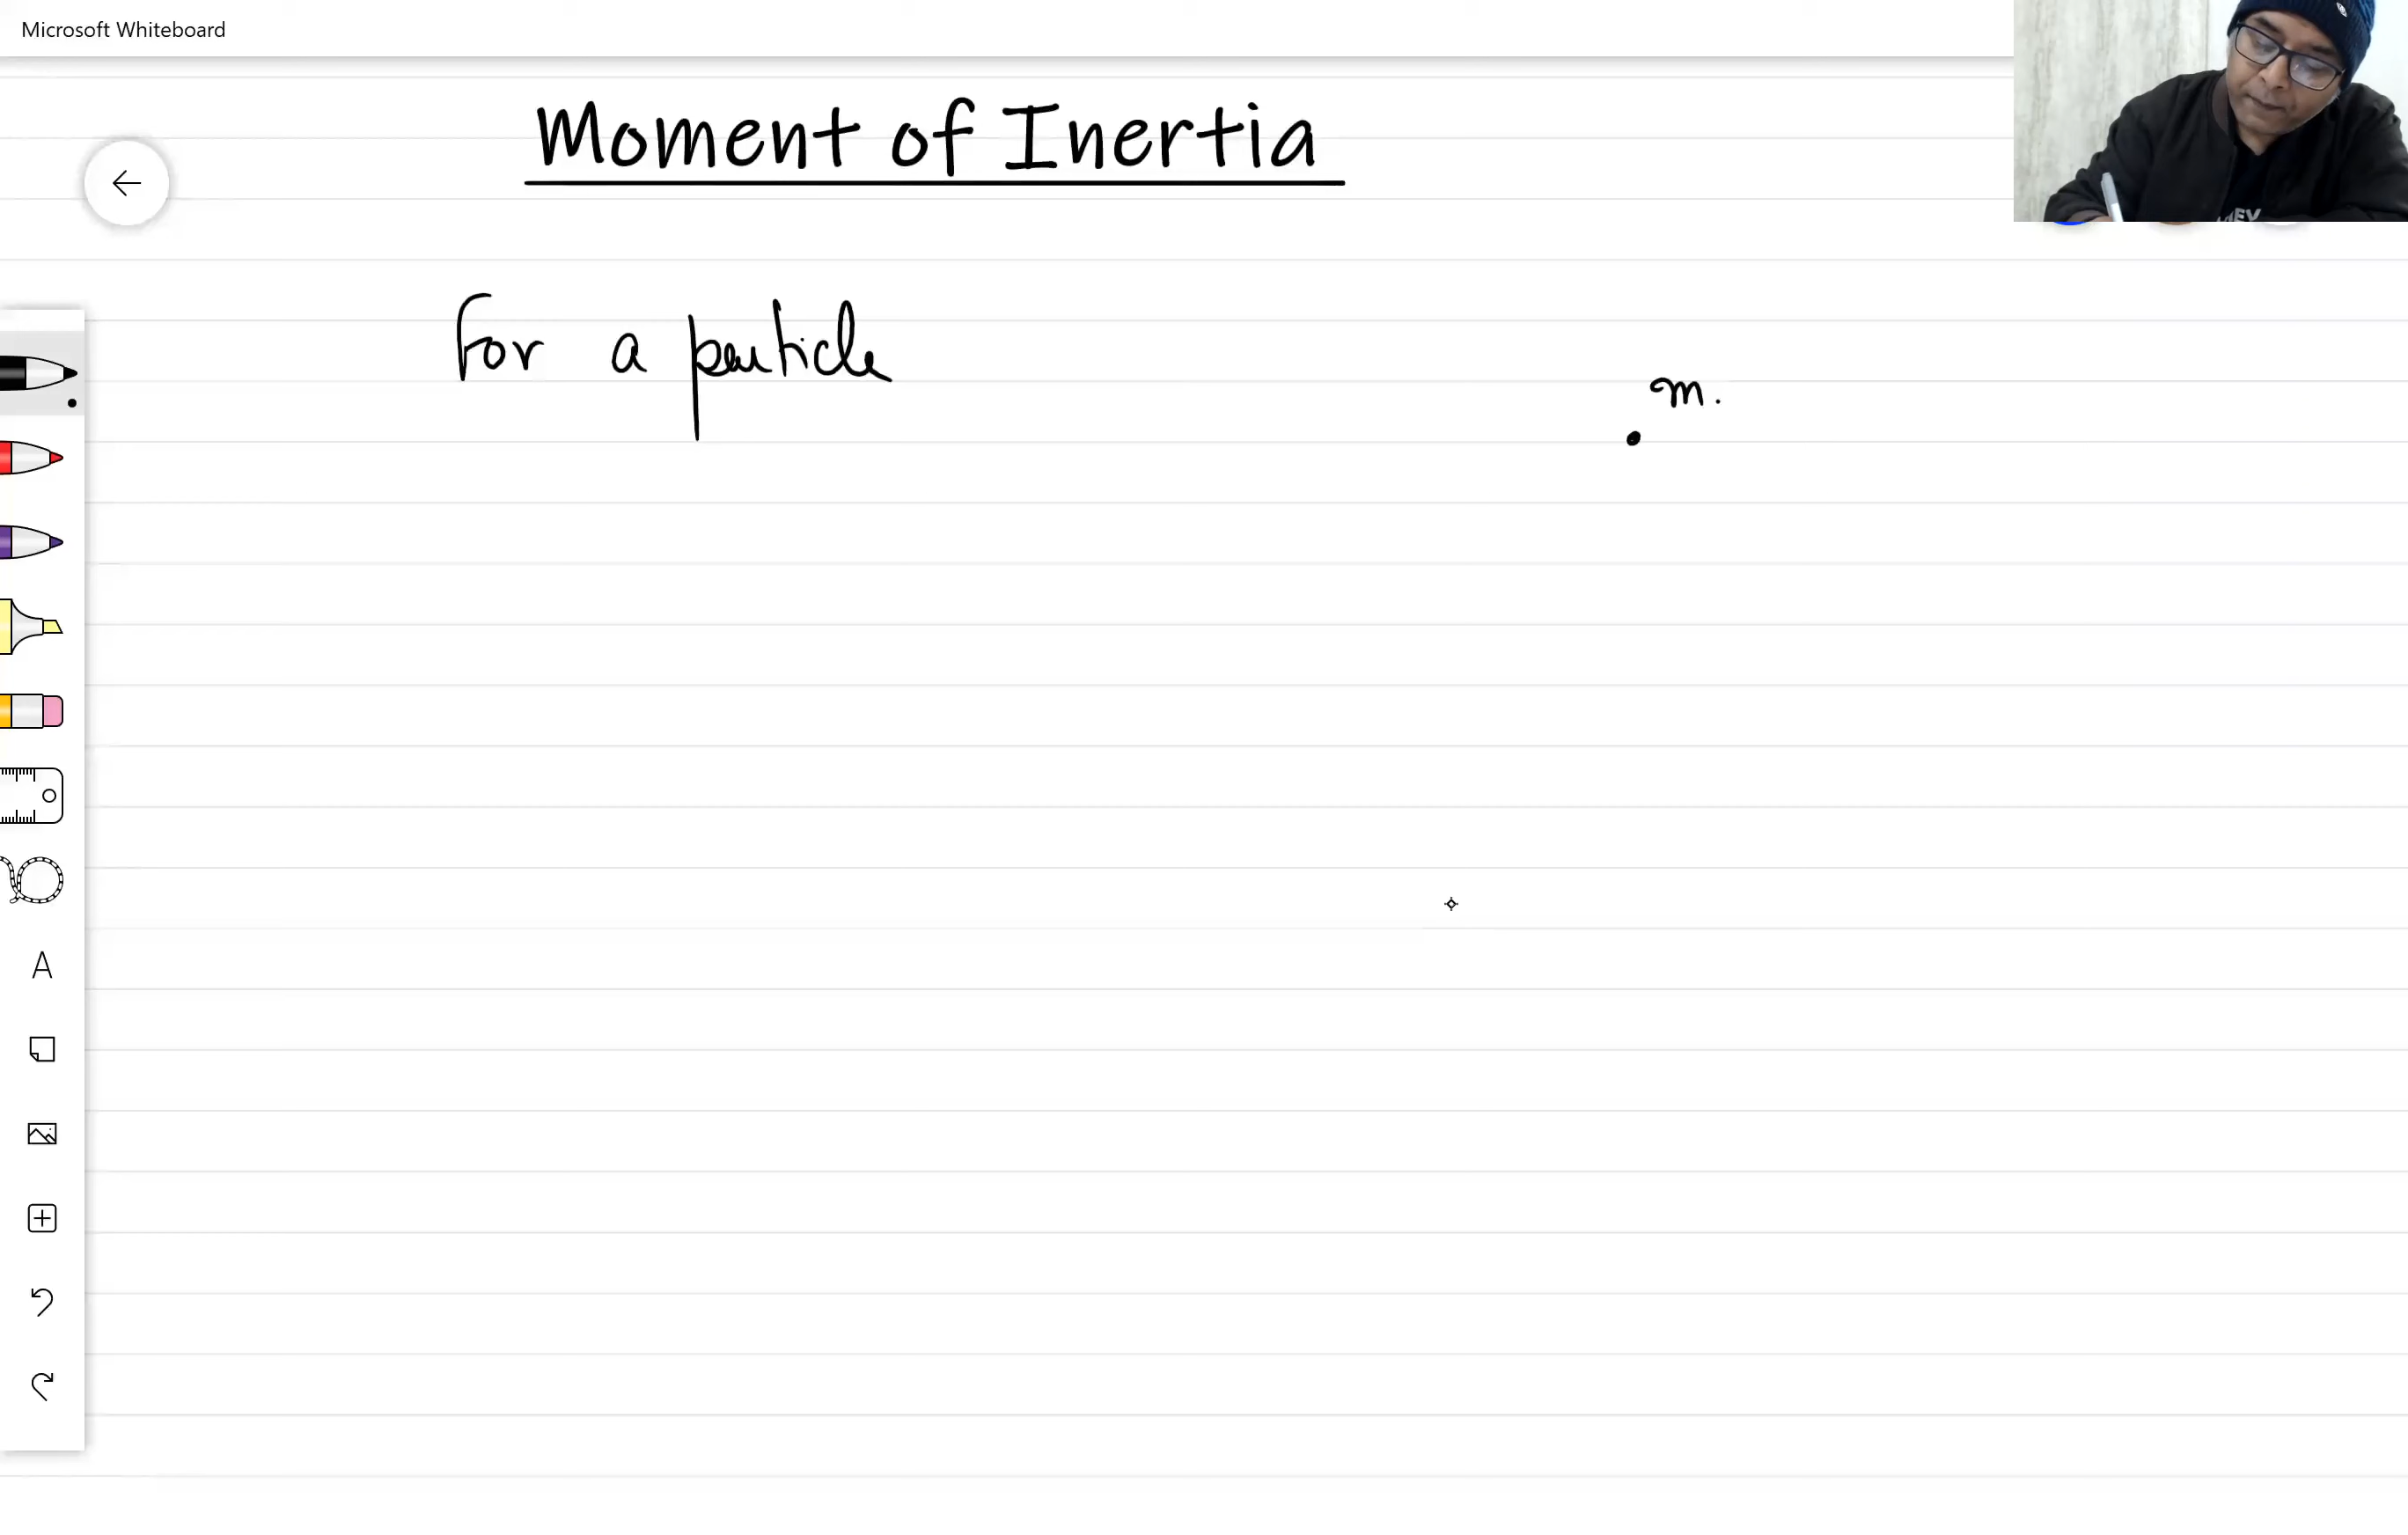 Microsoft Whiteboard
Moment of Inertia
For a particle
m.
A